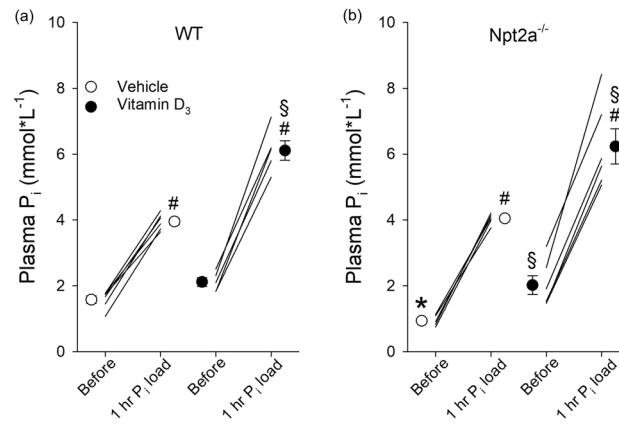 (a)
WT
Plasma Pᵢ (mmol*L⁻¹)
10
8
6
4
2
0
Vehicle
Vitamin D₃
#
§
#
Before
1 hr Pᵢ load
Before
1 hr Pᵢ load
(b)
Npt2a⁻/⁻
Plasma Pᵢ (mmol*L⁻¹)
10
8
6
4
2
0
*
#
§
§
#
Before
1 hr Pᵢ load
Before
1 hr Pᵢ load